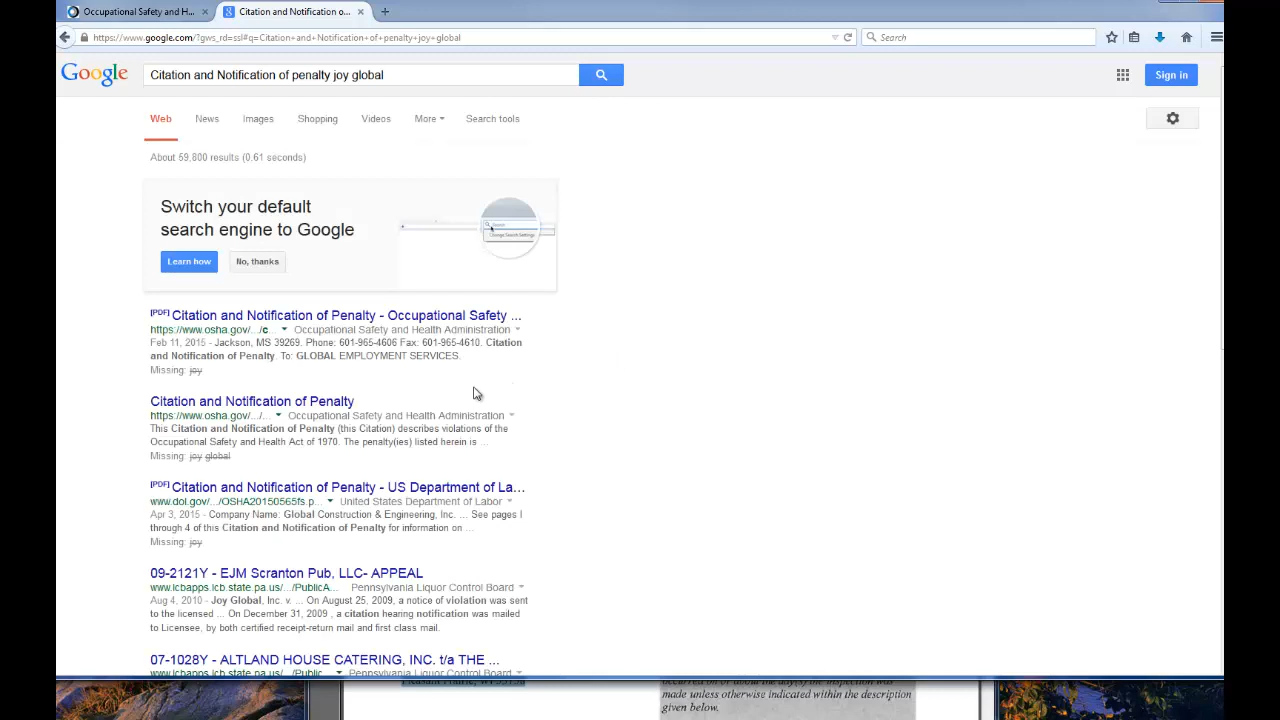 Occupational Safety and H...
Citation and Notification o...
https://www.google.com/?gws_rd=ssl#q=Citation+and+Notification+of+penalty+joy+global
Search
Google
Citation and Notification of penalty joy global
Sign in
Web News Images Shopping Videos More Search tools
About 59,800 results (0.61 seconds)
Switch your default
search engine to Google
Learn how
No, thanks
[PDF] Citation and Notification of Penalty - Occupational Safety ...
https://www.osha.gov/.../c... Occupational Safety and Health Administration
Feb 11, 2015 - Jackson, MS 39269. Phone: 601-965-4606 Fax: 601-965-4610. Citation
and Notification of Penalty. To: GLOBAL EMPLOYMENT SERVICES.
Missing: joy
Citation and Notification of Penalty
https://www.osha.gov/.../... Occupational Safety and Health Administration
This Citation and Notification of Penalty (this Citation) describes violations of the
Occupational Safety and Health Act of 1970. The penalty(ies) listed herein is ...
Missing: joy global
[PDF] Citation and Notification of Penalty - US Department of La...
www.dol.gov/.../OSHA20150565fs.p... United States Department of Labor
Apr 3, 2015 - Company Name: Global Construction & Engineering, Inc. ... See pages I
through 4 of this Citation and Notification of Penalty for information on ...
Missing: joy
09-2121Y - EJM Scranton Pub, LLC- APPEAL
www.lcbapps.lcb.state.pa.us/.../PublicA... Pennsylvania Liquor Control Board
Aug 4, 2010 - Joy Global, Inc. v. ... On August 25, 2009, a notice of violation was sent
to the licensed ... On December 31, 2009 , a citation hearing notification was mailed
to Licensee, by both certified receipt-return mail and first class mail.
07-1028Y - ALTLAND HOUSE CATERING, INC. t/a THE ...
www.lcbapps.lcb.state.pa.us/.../Public... Pennsylvania Liquor Control Board
occurred on or about the day(s) the inspection was
made unless otherwise indicated within the description
given below.